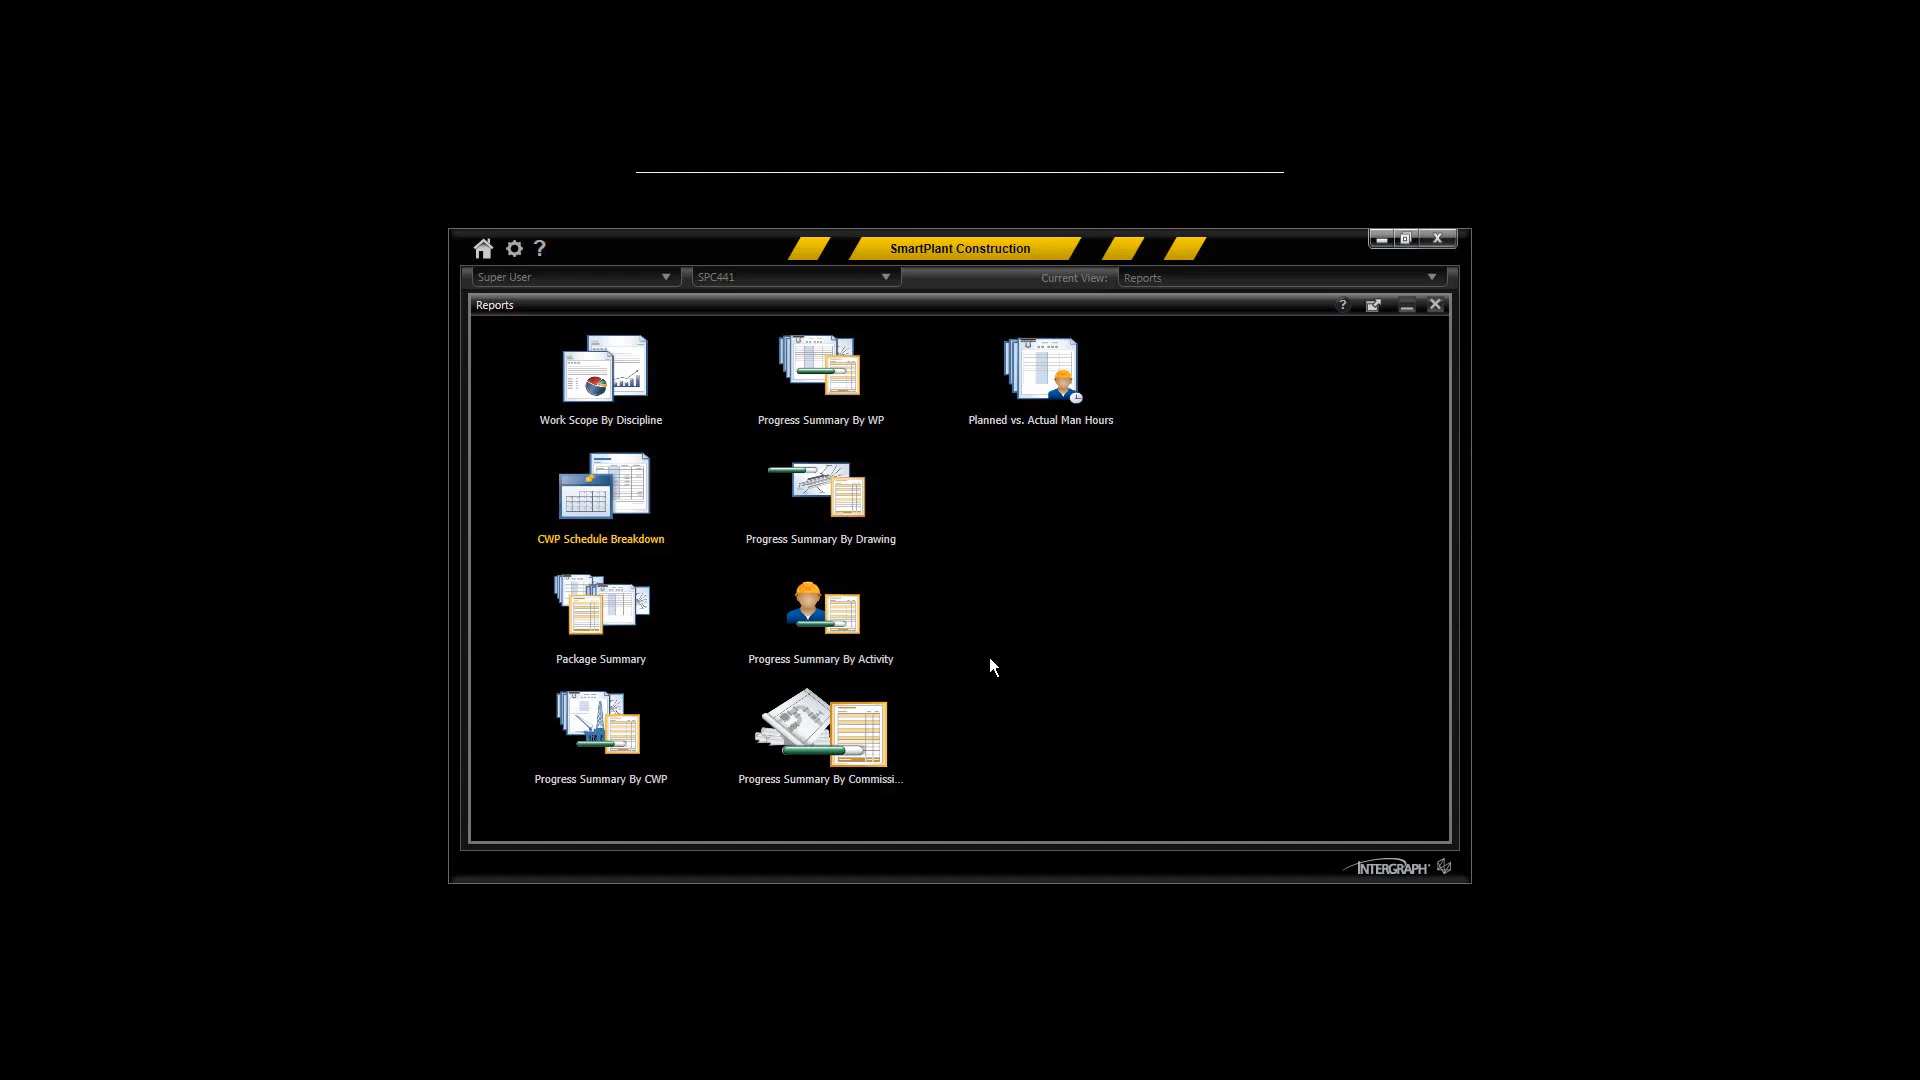 SmartPlant Construction
Super User
SPC441
Current View:
Reports
Reports
Work Scope By Discipline
Progress Summary By WP
Planned vs. Actual Man Hours
CWP Schedule Breakdown
Progress Summary By Drawing
Package Summary
Progress Summary By Activity
Progress Summary By CWP
Progress Summary By Commissi...
INTERGRAPH